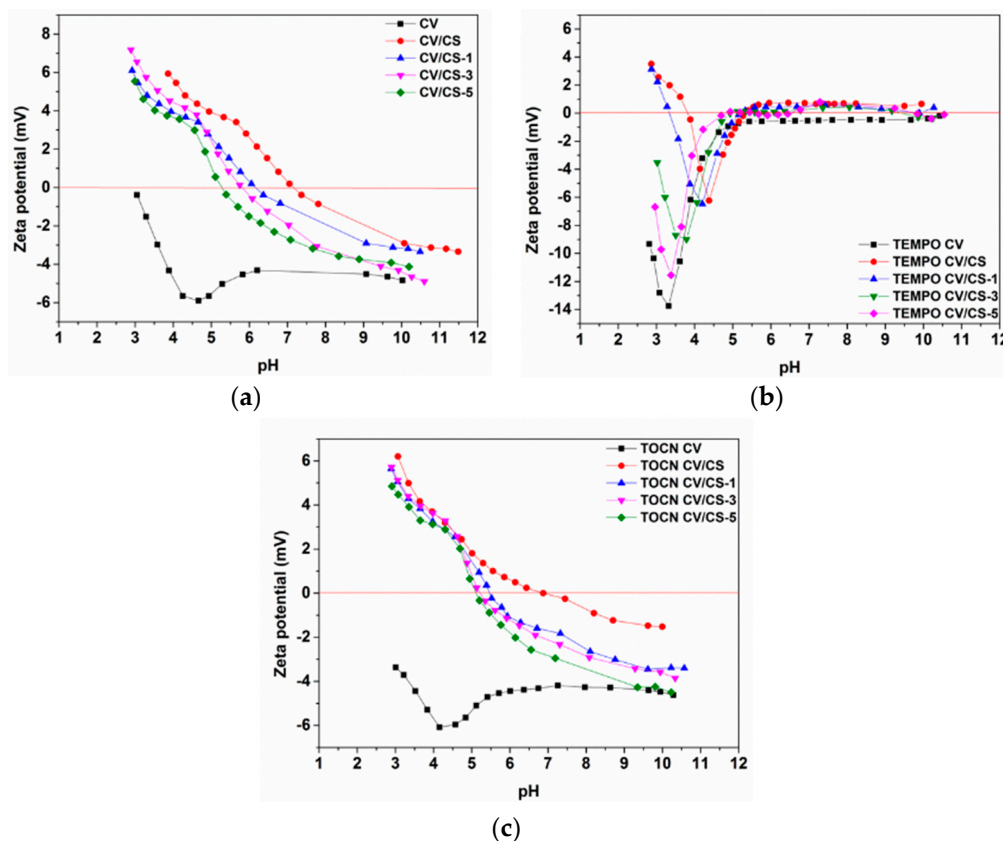 CV
CV/CS
CV/CS-1
CV/CS-3
CV/CS-5
Zeta potential (mV)
8
6
4
2
0
-2
-4
-6
1 2 3 4 5 6 7 8 9 10 11 12
pH
(a)
TEMPO CV
TEMPO CV/CS
TEMPO CV/CS-1
TEMPO CV/CS-3
TEMPO CV/CS-5
Zeta potential (mV)
6
4
2
0
-2
-4
-6
-8
-10
-12
-14
1 2 3 4 5 6 7 8 9 10 11 12
pH
(b)
TOCN CV
TOCN CV/CS
TOCN CV/CS-1
TOCN CV/CS-3
TOCN CV/CS-5
Zeta potential (mV)
6
4
2
0
-2
-4
-6
1 2 3 4 5 6 7 8 9 10 11 12
pH
(c)